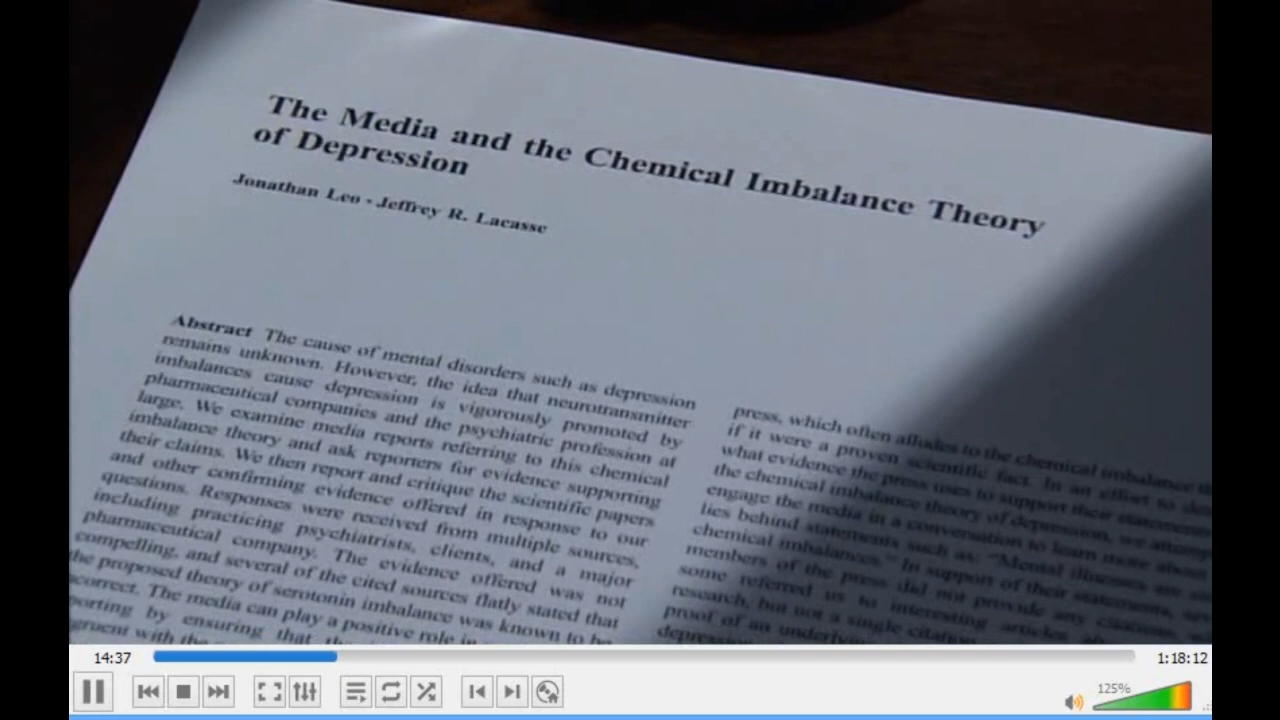 The Media and the Chemical Imbalance Theory
of Depression
Jonathan Leo · Jeffrey R. Lacasse
Abstract The cause of mental disorders such as depression
remains unknown. However, the idea that neurotransmitter
imbalances cause depression is vigorously promoted by
pharmaceutical companies and the psychiatric profession at
large. We examine media reports referring to this chemical
imbalance theory and ask reporters for evidence supporting
their claims. We then report and critique the scientific papers
and other confirming evidence offered in response to our
questions. Responses were received from multiple sources,
including practicing psychiatrists, clients, and a major
pharmaceutical company. The evidence offered was not
compelling, and several of the cited sources flatly stated that
the proposed theory of serotonin imbalance was known to be
correct. The media can play a positive role in
orting by ensuring that
gruent with the
press, which often alludes to the chemical imbalance
if it were a proven scientific fact. In an effort to
what evidence the press uses to support their statements
the chemical imbalance theory of depression, we
engage the media in a conversation to learn more about
lies behind statements such as: "Mental illnesses are
chemical imbalances." In support of their statements,
members of the press did not provide any
some referred us to interesting articles
research, but not a single citation
proof of an underlying
depression
14:37
1:18:12
125%